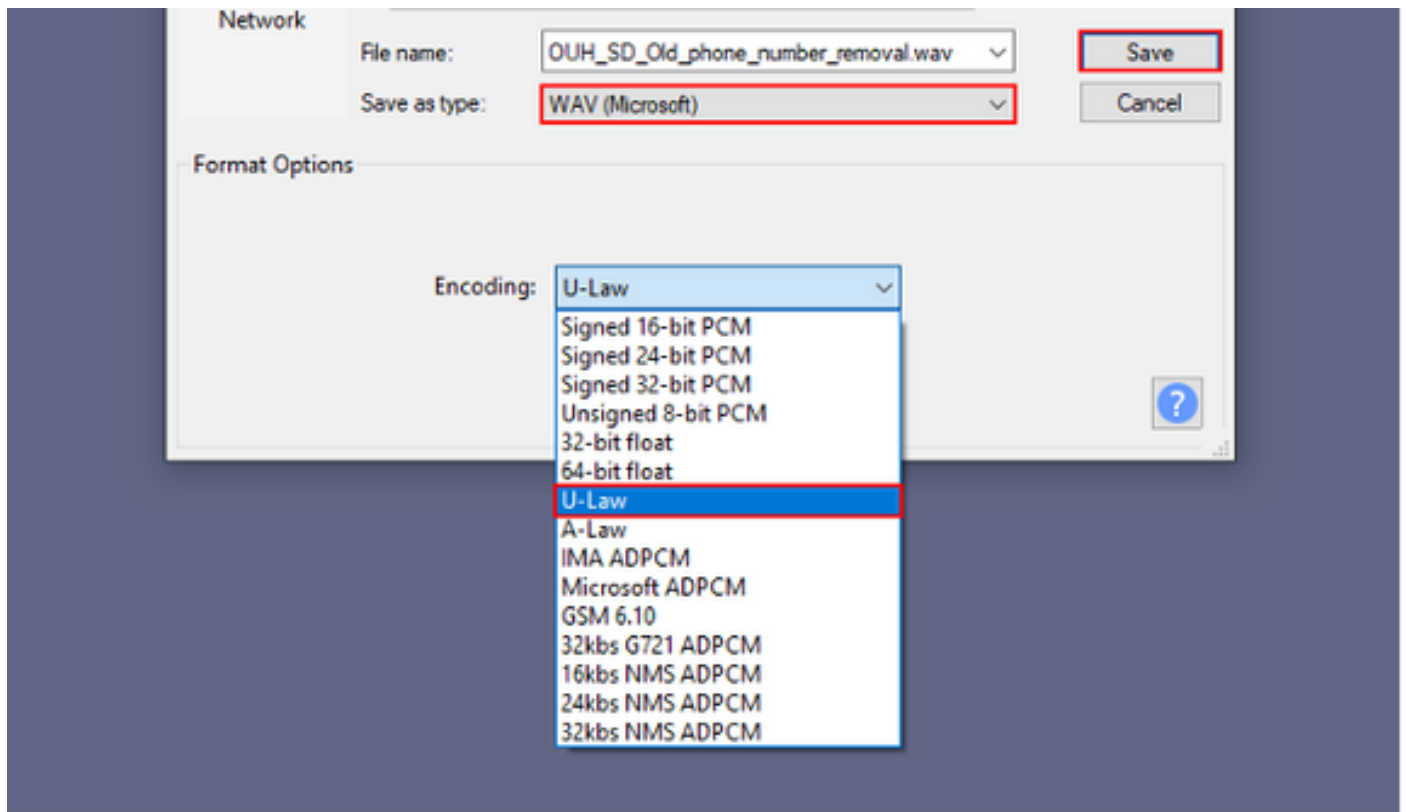 Network
File name: OUH_SD_Old_phone_number_removal.wav Save
Save as type: WAV (Microsoft) Cancel
Format Options
Encoding: U-Law
Signed 16-bit PCM
Signed 24-bit PCM
Signed 32-bit PCM
Unsigned 8-bit PCM
32-bit float
64-bit float
U-Law
A-Law
IMA ADPCM
Microsoft ADPCM
GSM 6.10
32kbs G721 ADPCM
16kbs NMS ADPCM
24kbs NMS ADPCM
32kbs NMS ADPCM
?